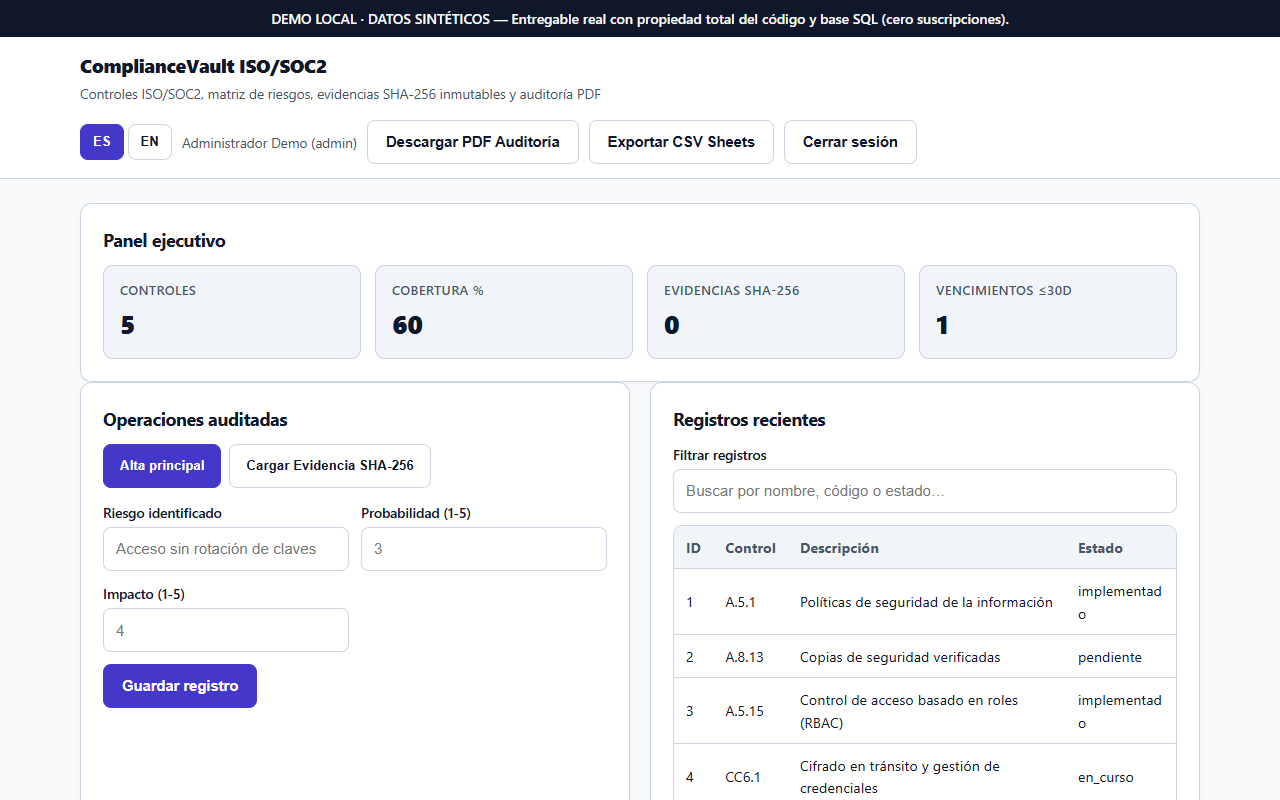 DEMO LOCAL · DATOS SINTÉTICOS — Entregable real con propiedad total del código y base SQL (cero suscripciones).
ComplianceVault ISO/SOC2
Controles ISO/SOC2, matriz de riesgos, evidencias SHA-256 inmutables y auditoría PDF
ES EN Administrador Demo (admin) Descargar PDF Auditoría Exportar CSV Sheets Cerrar sesión
Panel ejecutivo
CONTROLES COBERTURA % EVIDENCIAS SHA-256 VENCIMIENTOS ≤30D
5 60 0 1
Operaciones auditadas
Alta principal Cargar Evidencia SHA-256
Riesgo identificado Probabilidad (1-5)
Acceso sin rotación de claves 3
Impacto (1-5)
4
Guardar registro
Registros recientes
Filtrar registros
Buscar por nombre, código o estado…
ID Control Descripción Estado
1 A.5.1 Políticas de seguridad de la información implementad
o
2 A.8.13 Copias de seguridad verificadas pendiente
3 A.5.15 Control de acceso basado en roles implementad
(RBAC) o
4 CC6.1 Cifrado en tránsito y gestión de en_curso
credenciales